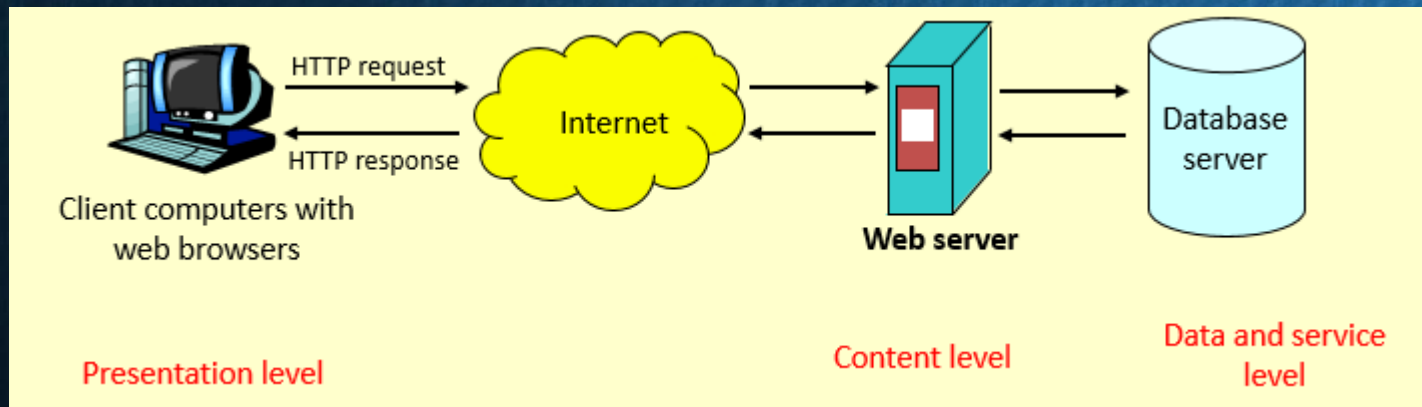 HTTP request
Internet
HTTP response
Database
server
Client computers with
web browsers
Web server
Presentation level
Content level
Data and service
level